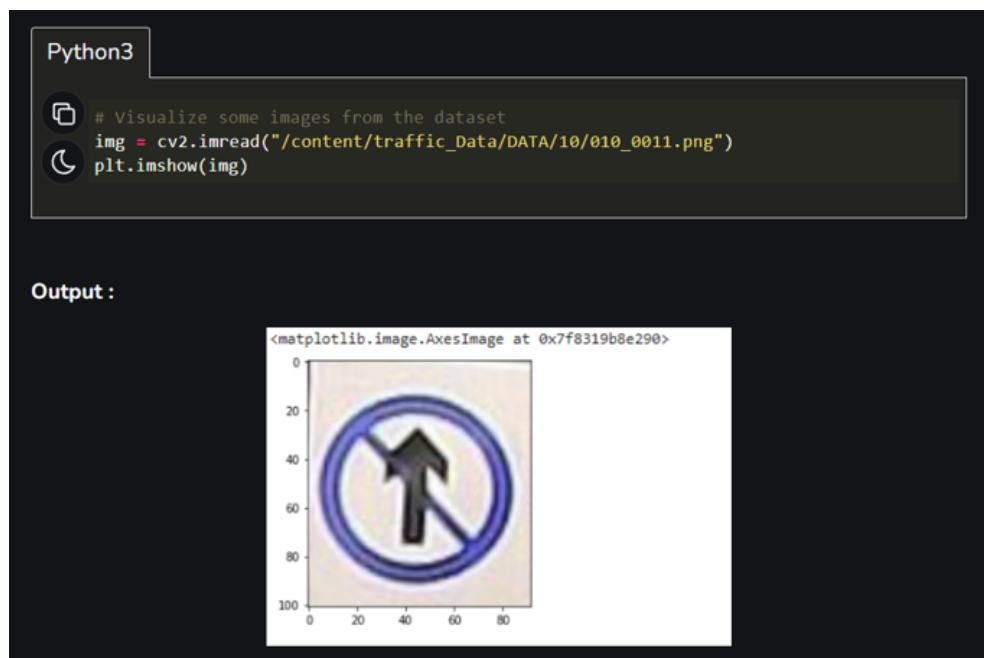 Python3
# Visualize some images from the dataset
img = cv2.imread("/content/traffic_Data/DATA/10/010_0011.png")
plt.imshow(img)
Output :
<matplotlib.image.AxesImage at 0x7f8319b8e290>
0
20
40
60
80
100
0 20 40 60 80